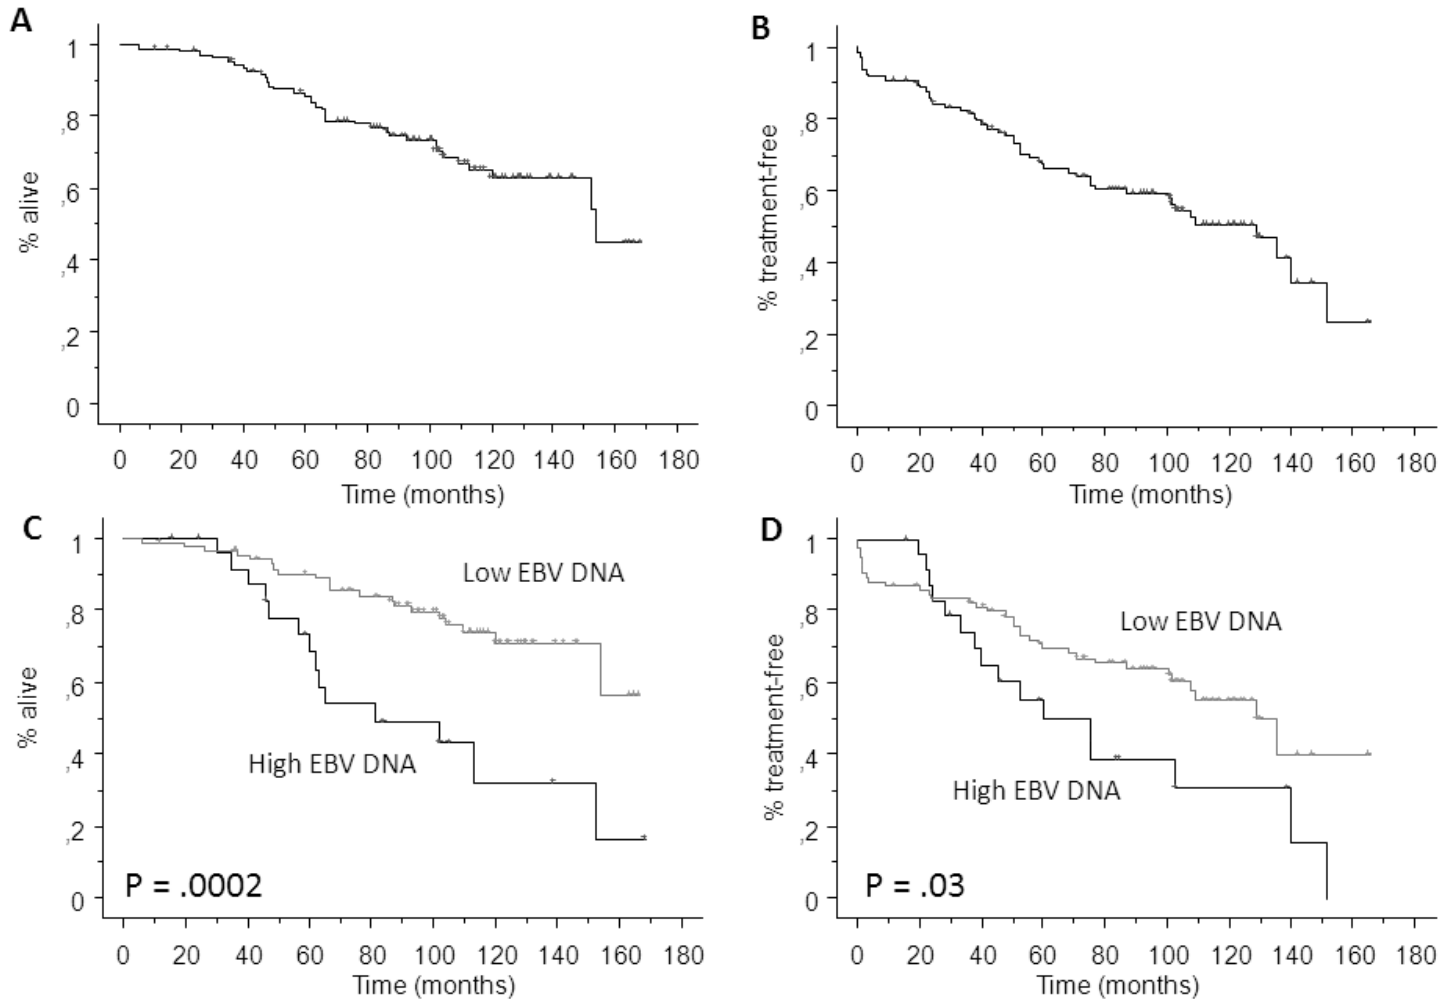 A
% alive
1
,8
,6
,4
,2
0
0 20 40 60 80 100 120 140 160 180
Time (months)
B
% treatment-free
1
,8
,6
,4
,2
0
0 20 40 60 80 100 120 140 160 180
Time (months)
C
% alive
1
,8
,6
,4
,2
0
Low EBV DNA
High EBV DNA
P = .0002
0 20 40 60 80 100 120 140 160 180
Time (months)
D
% treatment-free
1
,8
,6
,4
,2
0
Low EBV DNA
High EBV DNA
P = .03
0 20 40 60 80 100 120 140 160 180
Time (months)